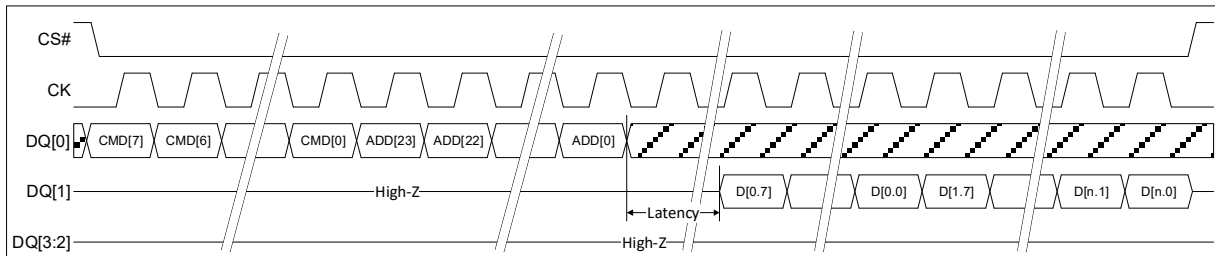 CS#
CK
DQ[0] CMD[7] CMD[6] CMD[0] ADD[23] ADD[22] ADD[0]
DQ[1] High-Z D[0.7] D[0.0] D[1.7] D[n.1] D[n.0]
Latency
DQ[3:2] High-Z